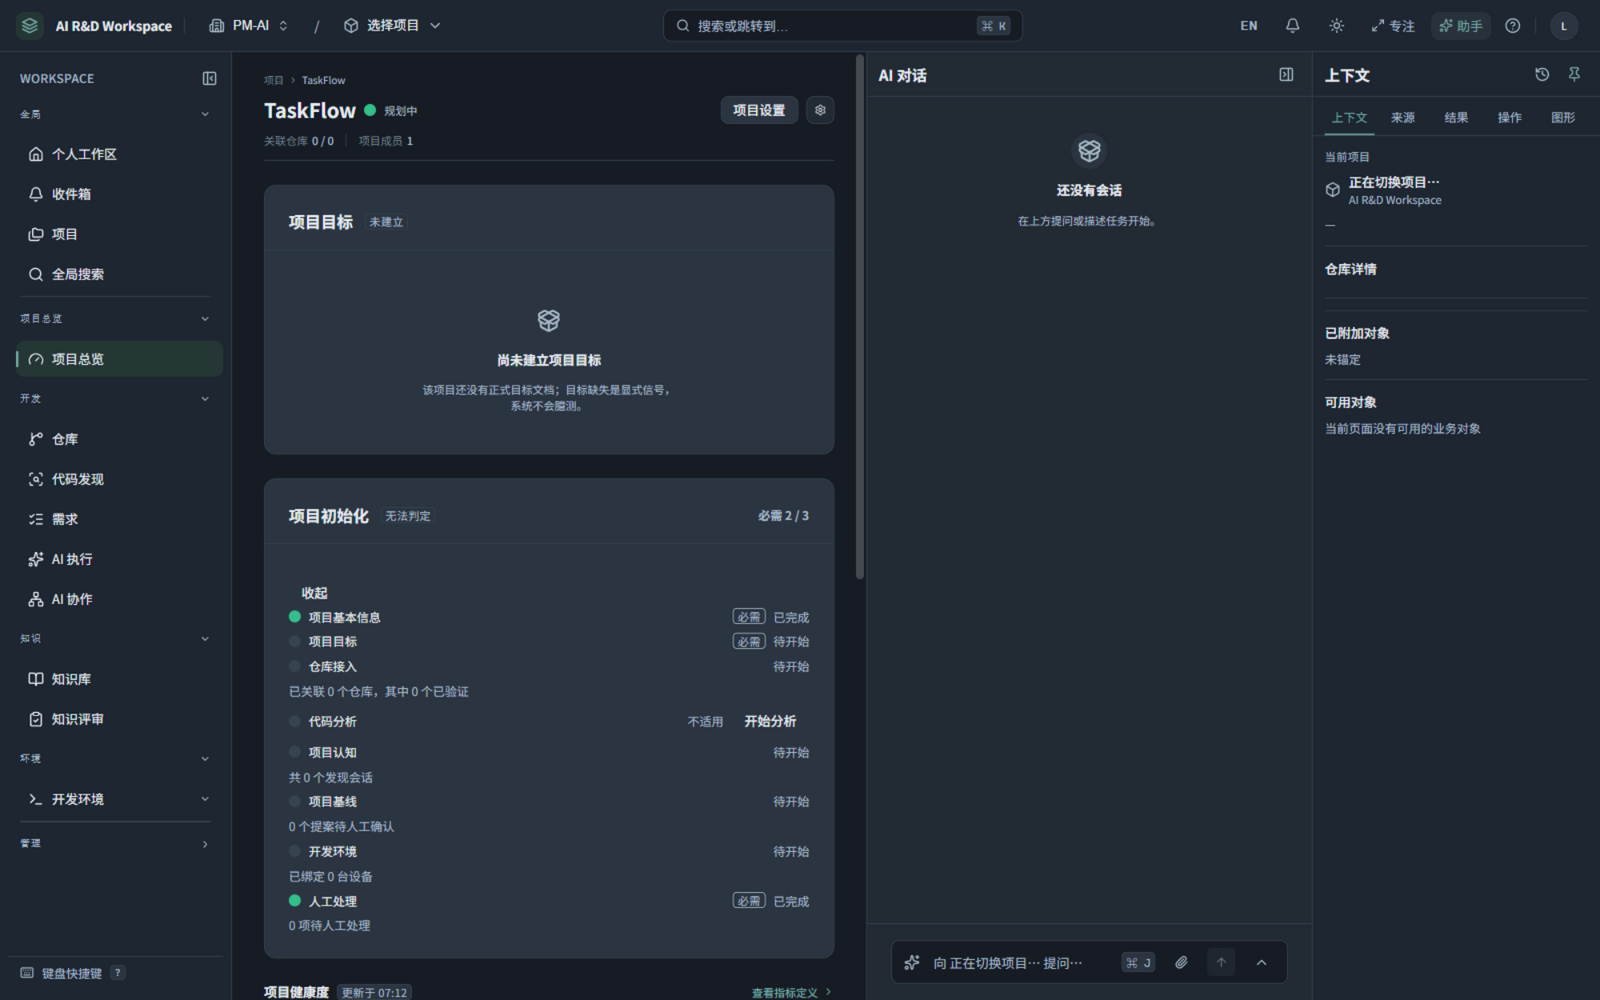 AI R&D Workspace
PM-AI
/
选择项目
搜索或跳转到...
⌘ K
EN
专注
助手
L
WORKSPACE
全局
个人工作区
收件箱
项目
全局搜索
项目总览
项目总览
开发
仓库
代码发现
需求
AI 执行
AI 协作
知识
知识库
知识评审
环境
开发环境
管理
键盘快捷键 ?
项目 > TaskFlow
TaskFlow 规划中
项目设置
关联仓库 0 / 0
项目成员 1
项目目标 未建立
尚未建立项目目标
该项目还没有正式目标文档；目标缺失是显式信号，
系统不会臆测。
项目初始化 无法判定 必需 2 / 3
收起
项目基本信息 必需 已完成
项目目标 必需 待开始
仓库接入 待开始
已关联 0 个仓库，其中 0 个已验证
代码分析 不适用 开始分析
项目认知 待开始
共 0 个发现会话
项目基线 待开始
0 个提案待人工确认
开发环境 待开始
已绑定 0 台设备
人工处理 必需 已完成
0 项待人工处理
项目健康度 更新于 07:12 查看指标定义
AI 对话
还没有会话
在上方提问或描述任务开始。
向 正在切换项目… 提问…
⌘ J
上下文
上下文 来源 结果 操作 图形
当前项目
正在切换项目…
AI R&D Workspace
—
仓库详情
已附加对象
未锚定
可用对象
当前页面没有可用的业务对象